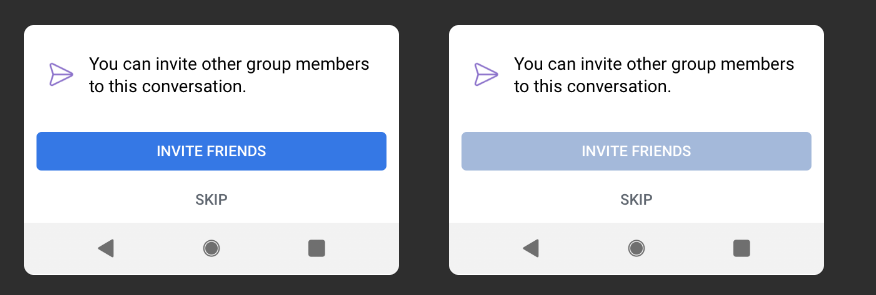 You can invite other group members
to this conversation.
INVITE FRIENDS
SKIP
You can invite other group members
to this conversation.
INVITE FRIENDS
SKIP